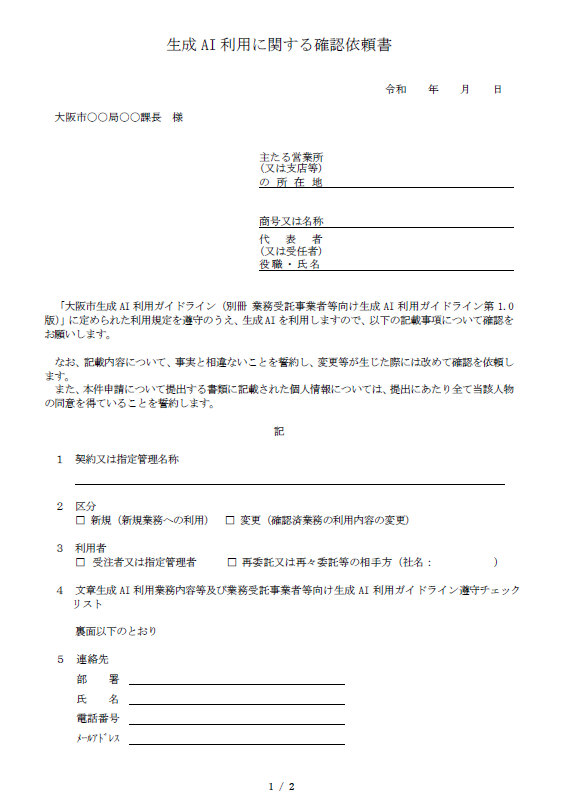 生成AI利用に関する確認依頼書
令和　　年　　月　　日
大阪市○○局○○課長　様
主たる営業所
（又は支店等）
の所在地
商号又は名称
代表者
（又は受任者）
役職・氏名
「大阪市生成AI利用ガイドライン（別冊 業務受託事業者等向け生成AI利用ガイドライン第1.0
版）」に定められた利用規定を遵守のうえ、生成AIを利用しますので、以下の記載事項について確認を
お願いします。
なお、記載内容について、事実と相違ないことを誓約し、変更等が生じた際には改めて確認を依頼し
ます。
また、本件申請について提出する書類に記載された個人情報については、提出にあたり全て当該人物
の同意を得ていることを誓約します。
記
1　契約又は指定管理名称
2　区分
□ 新規（新規業務への利用）　□ 変更（確認済業務の利用内容の変更）
3　利用者
□ 受注者又は指定管理者　　□ 再委託又は再々委託等の相手方（社名：　　　　　　）
4　文章生成AI利用業務内容等及び業務受託事業者等向け生成AI利用ガイドライン遵守チェック
リスト
裏面以下のとおり
5　連絡先
部　　署
氏　　名
電話番号
ﾒｰﾙｱﾄﾞﾚｽ
1 / 2